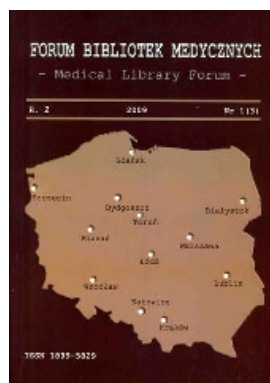 FORUM BIBLIOTEK MEDYCZNYCH
- Medical Library Forum -
R. 2 2009 Nr 1(3)
Gdańsk
Szczecin
Bydgoszcz
Białystok
Toruń
Poznań
Warszawa
Łódź
Wrocław
Lublin
Katowice
Kraków
ISSN 1899-5829